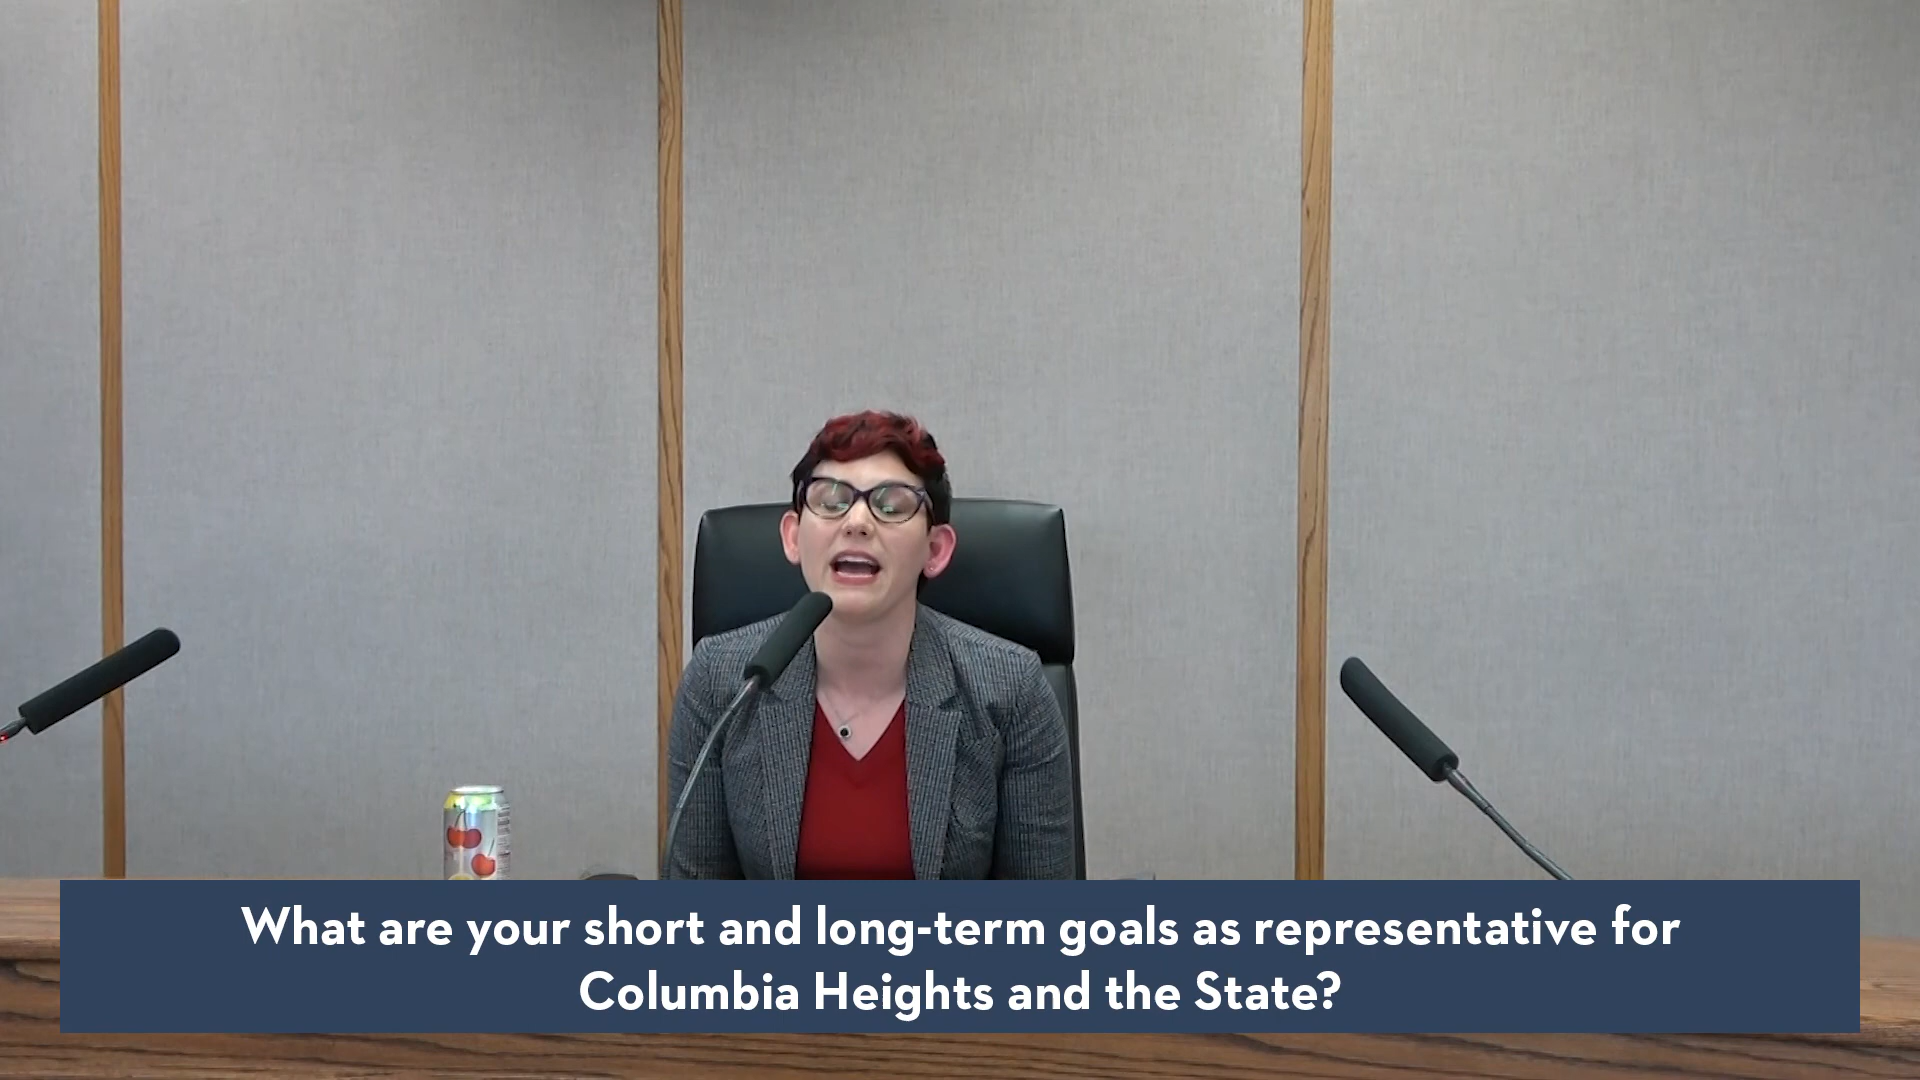 What are your short and long-term goals as representative for
Columbia Heights and the State?